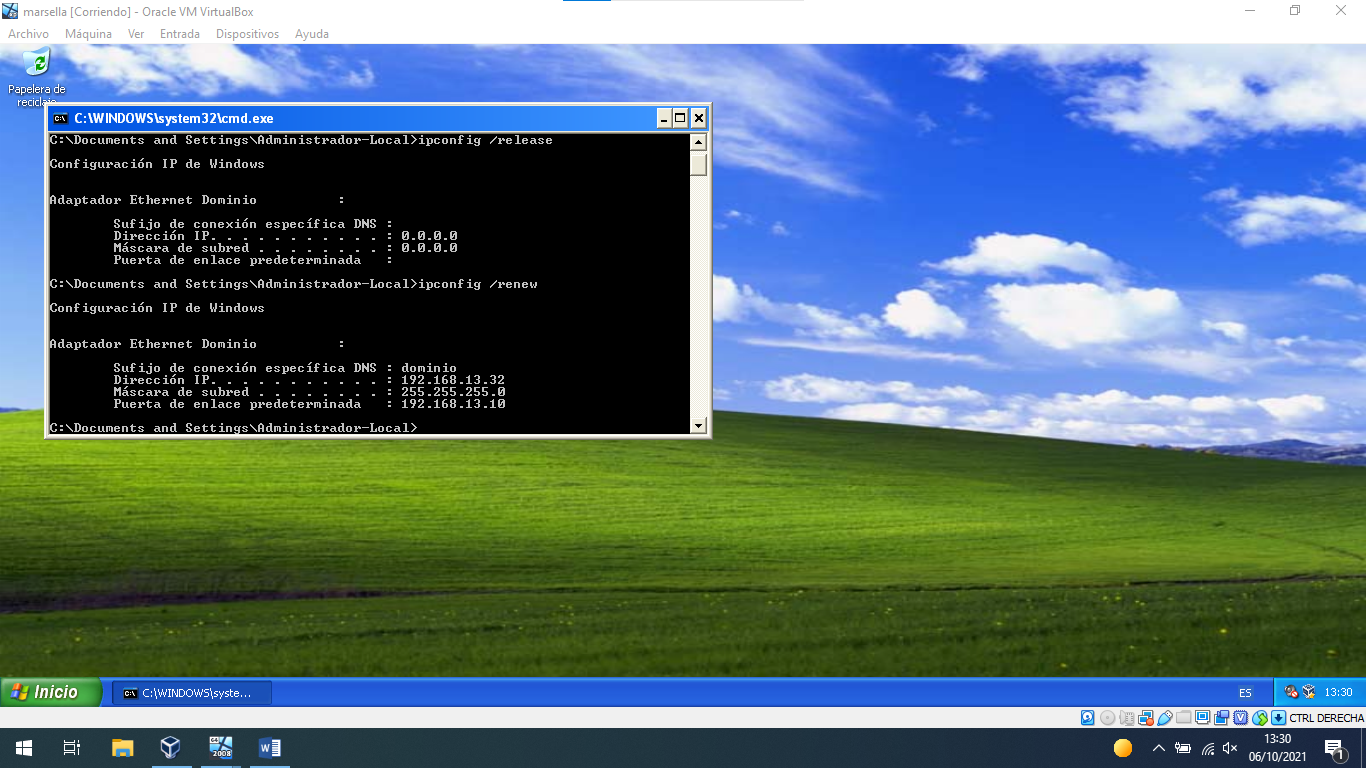 marsella [Corriendo] - Oracle VM VirtualBox
Archivo Máquina Ver Entrada Dispositivos Ayuda
Papelera de
reciclaje
C:\WINDOWS\system32\cmd.exe
C:\Documents and Settings\Administrador-Local>ipconfig /release
Configuración IP de Windows
Adaptador Ethernet Dominio :
Sufijo de conexión específica DNS :
Dirección IP. . . . . . . . . . . : 0.0.0.0
Máscara de subred . . . . . . . . : 0.0.0.0
Puerta de enlace predeterminada :
C:\Documents and Settings\Administrador-Local>ipconfig /renew
Configuración IP de Windows
Adaptador Ethernet Dominio :
Sufijo de conexión específica DNS : dominio
Dirección IP. . . . . . . . . . . : 192.168.13.32
Máscara de subred . . . . . . . . : 255.255.255.0
Puerta de enlace predeterminada : 192.168.13.10
C:\Documents and Settings\Administrador-Local>
Inicio
C:\WINDOWS\syste...
ES
13:30
CTRL DERECHA
64
2008
13:30
06/10/2021
1